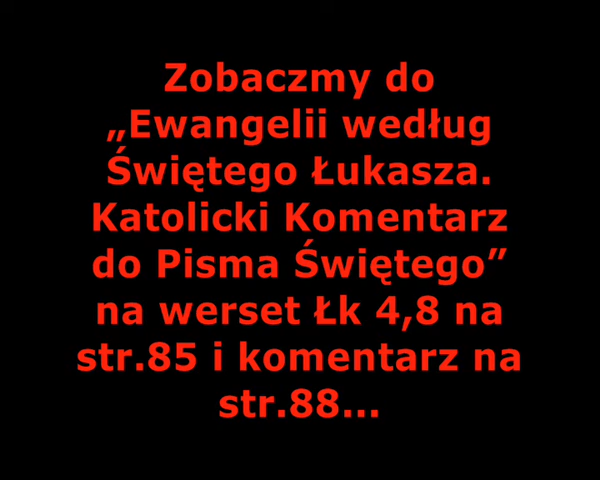 Zobaczmy do
„Ewangelii według
Świętego Łukasza.
Katolicki Komentarz
do Pisma Świętego”
na werset Łk 4,8 na
str.85 i komentarz na
str.88...